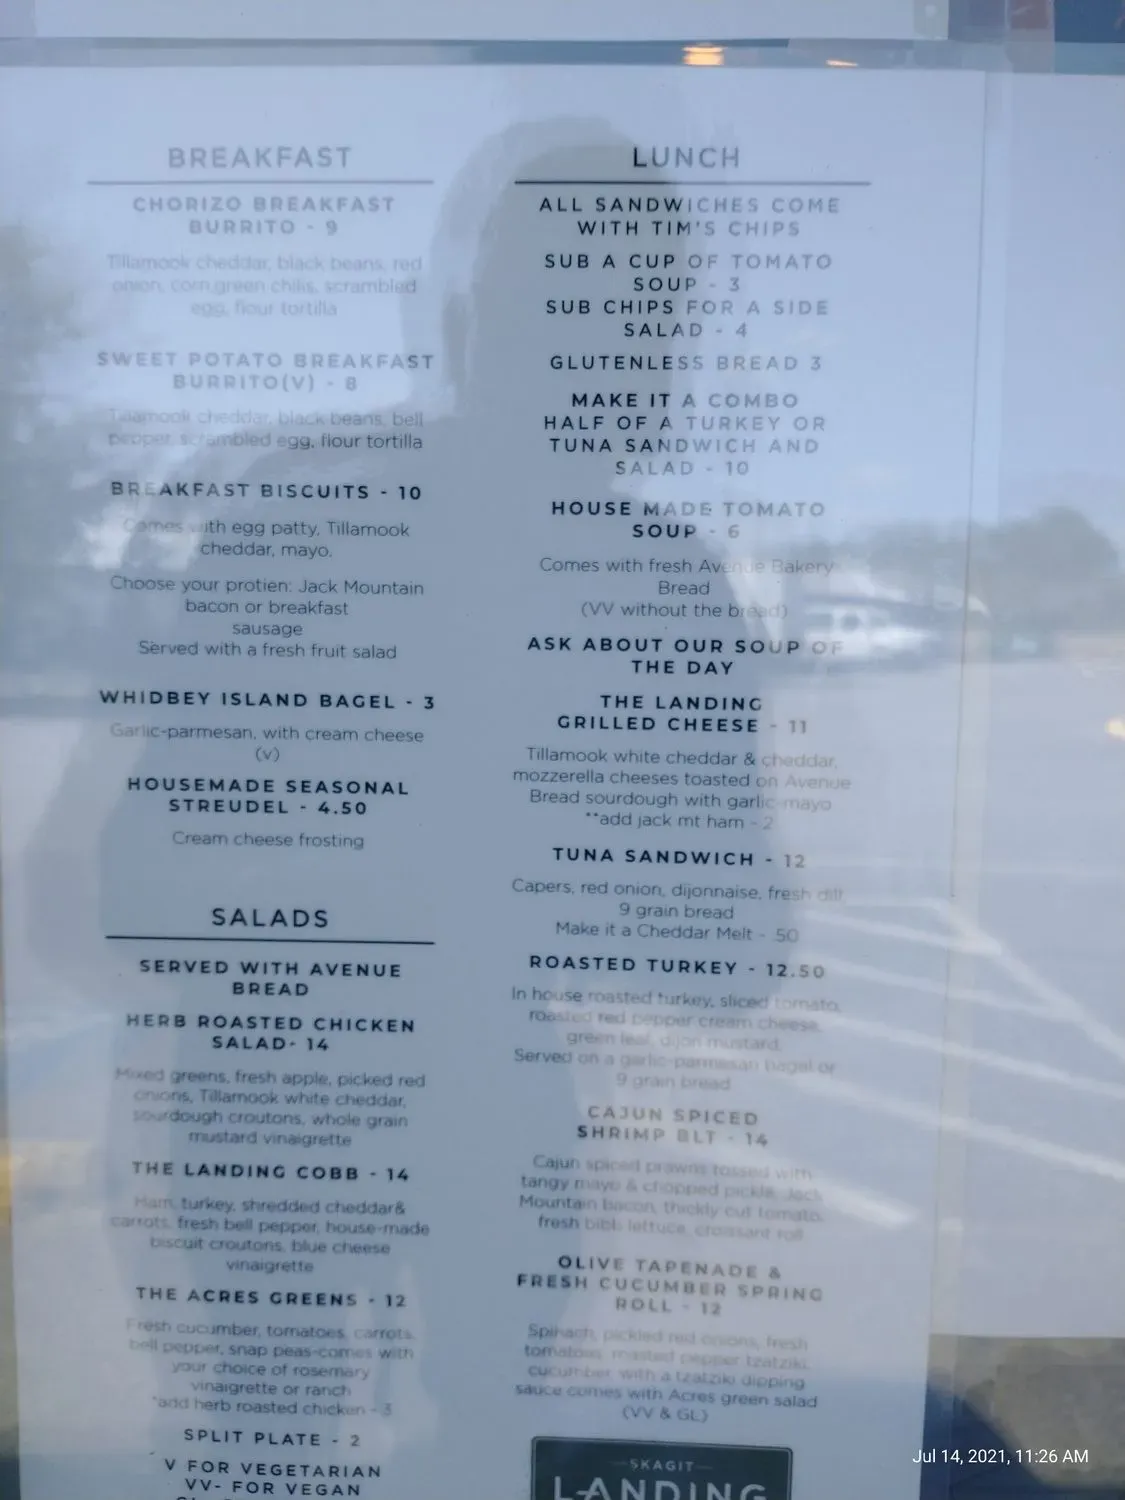 BREAKFAST
CHORIZO BREAKFAST
BURRITO - 9
Tillamook cheddar, black beans, red
onion, corn,green chilis, scrambled
egg, flour tortilla
SWEET POTATO BREAKFAST
BURRITO(V) - 8
Tillamook cheddar, black beans, bell
pepper, scrambled egg, flour tortilla
BREAKFAST BISCUITS - 10
Comes with egg patty, Tillamook
cheddar, mayo.
Choose your protien: Jack Mountain
bacon or breakfast
sausage
Served with a fresh fruit salad
WHIDBEY ISLAND BAGEL - 3
Garlic-parmesan, with cream cheese
(v)
HOUSEMADE SEASONAL
STREUDEL - 4.50
Cream cheese frosting
SALADS
SERVED WITH AVENUE
BREAD
HERB ROASTED CHICKEN
SALAD- 14
Mixed greens, fresh apple, picked red
onions, Tillamook white cheddar,
sourdough croutons, whole grain
mustard vinaigrette
THE LANDING COBB - 14
Ham, turkey, shredded cheddar&
carrots, fresh bell pepper, house-made
biscuit croutons, blue cheese
vinaigrette
THE ACRES GREENS - 12
Fresh cucumber, tomatoes, carrots,
bell pepper, snap peas-comes with
your choice of rosemary
vinaigrette or ranch
*add herb roasted chicken - 3
SPLIT PLATE - 2
V FOR VEGETARIAN
VV- FOR VEGAN
LUNCH
ALL SANDWICHES COME
WITH TIM'S CHIPS
SUB A CUP OF TOMATO
SOUP - 3
SUB CHIPS FOR A SIDE
SALAD - 4
GLUTENLESS BREAD 3
MAKE IT A COMBO
HALF OF A TURKEY OR
TUNA SANDWICH AND
SALAD - 10
HOUSE MADE TOMATO
SOUP - 6
Comes with fresh Avenue Bakery
Bread
(VV without the bread)
ASK ABOUT OUR SOUP OF
THE DAY
THE LANDING
GRILLED CHEESE - 11
Tillamook white cheddar & cheddar,
mozzerella cheeses toasted on Avenue
Bread sourdough with garlic-mayo
**add jack mt ham - 2
TUNA SANDWICH - 12
Capers, red onion, dijonnaise, fresh dill
9 grain bread
Make it a Cheddar Melt - .50
ROASTED TURKEY - 12.50
In house roasted turkey, sliced tomato,
roasted red pepper cream cheese,
green leaf, dijon mustard.
Served on a garlic-parmesan bagel or
9 grain bread
CAJUN SPICED
SHRIMP BLT - 14
Cajun spiced prawns tossed with
tangy mayo & chopped pickle, Jack
Mountain bacon, thickly cut tomato,
fresh bibb lettuce, croissant roll
OLIVE TAPENADE &
FRESH CUCUMBER SPRING
ROLL - 12
Spinach, pickled red onions, fresh
tomatoes, roasted pepper tzatziki,
cucumber, with a tzatziki dipping
sauce comes with Acres green salad
(VV & GL)
SKAGIT
LANDING
Jul 14, 2021, 11:26 AM